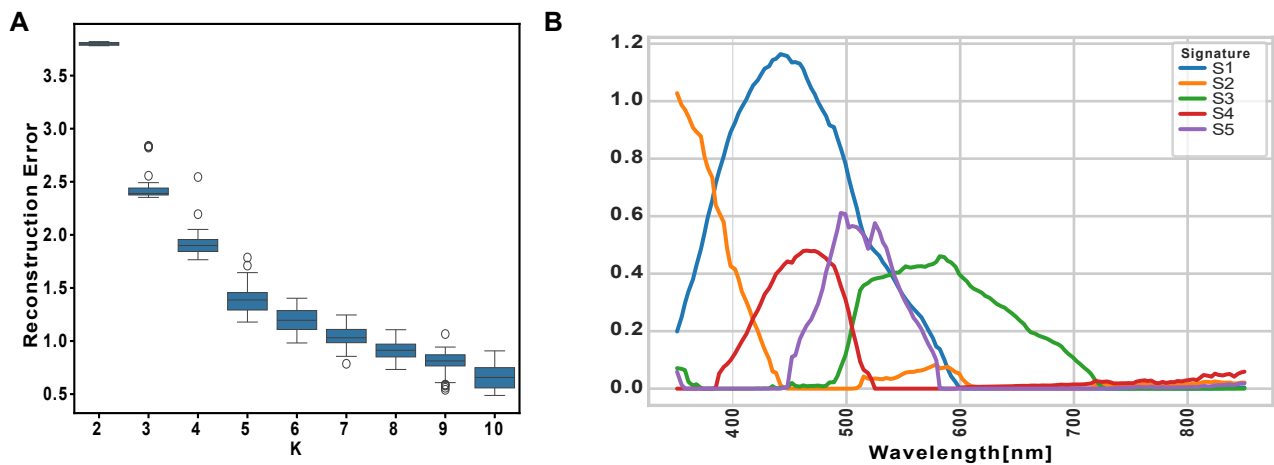 A
Reconstruction Error
3.5
3.0
2.5
2.0
1.5
1.0
0.5
2 3 4 5 6 7 8 9 10
K
B
1.2
1.0
0.8
0.6
0.4
0.2
0.0
Signature
S1
S2
S3
S4
S5
400 500 600 700 800
Wavelength[nm]